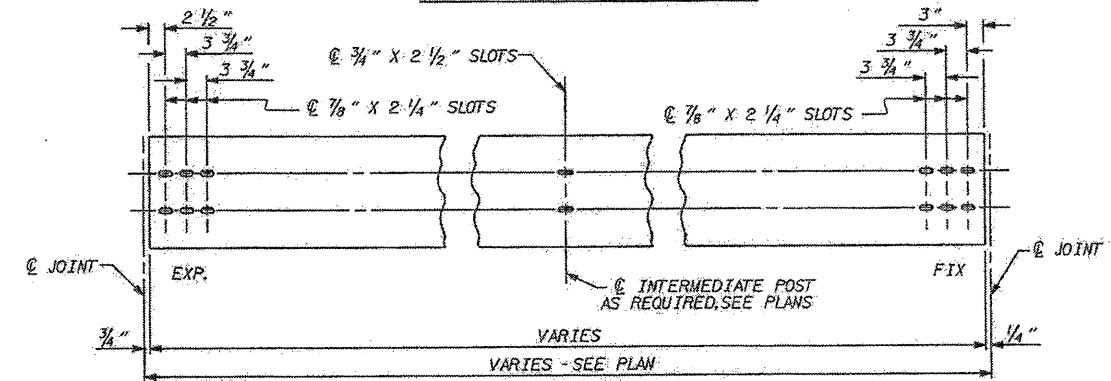 2 ½"
3 ¾"
3 ¾"
℄ ⅞" X 2 ¼" SLOTS
℄ ¾" X 2 ½" SLOTS
3"
3 ¾"
3 ¾"
℄ ⅞" X 2 ¼" SLOTS
℄ JOINT
EXP.
FIX
℄ JOINT
℄ INTERMEDIATE POST
AS REQUIRED, SEE PLANS
¾"
VARIES
¼"
VARIES - SEE PLAN